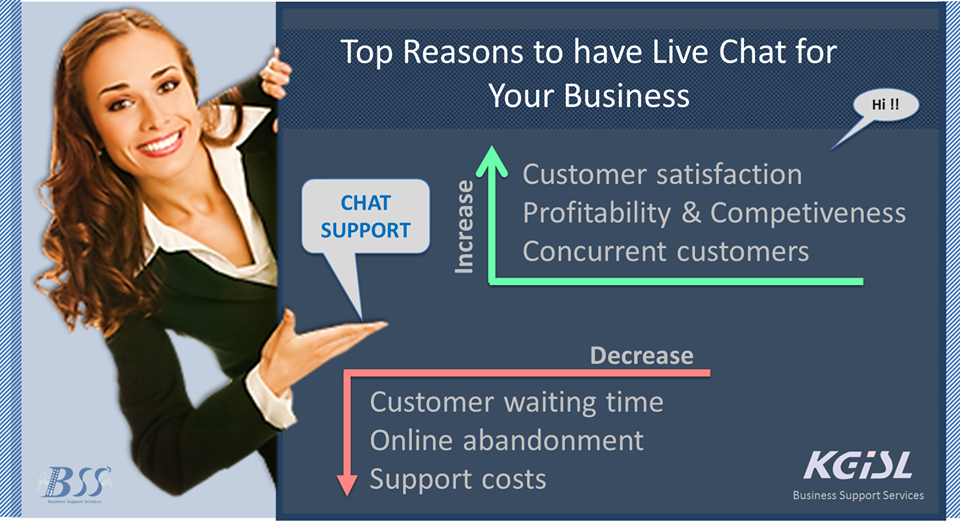 Top Reasons to have Live Chat for
Your Business
Hi !!
CHAT
SUPPORT
Increase
Customer satisfaction
Profitability & Competiveness
Concurrent customers
Decrease
Customer waiting time
Online abandonment
Support costs
BSS
Business Support Services
KGiSL
Business Support Services